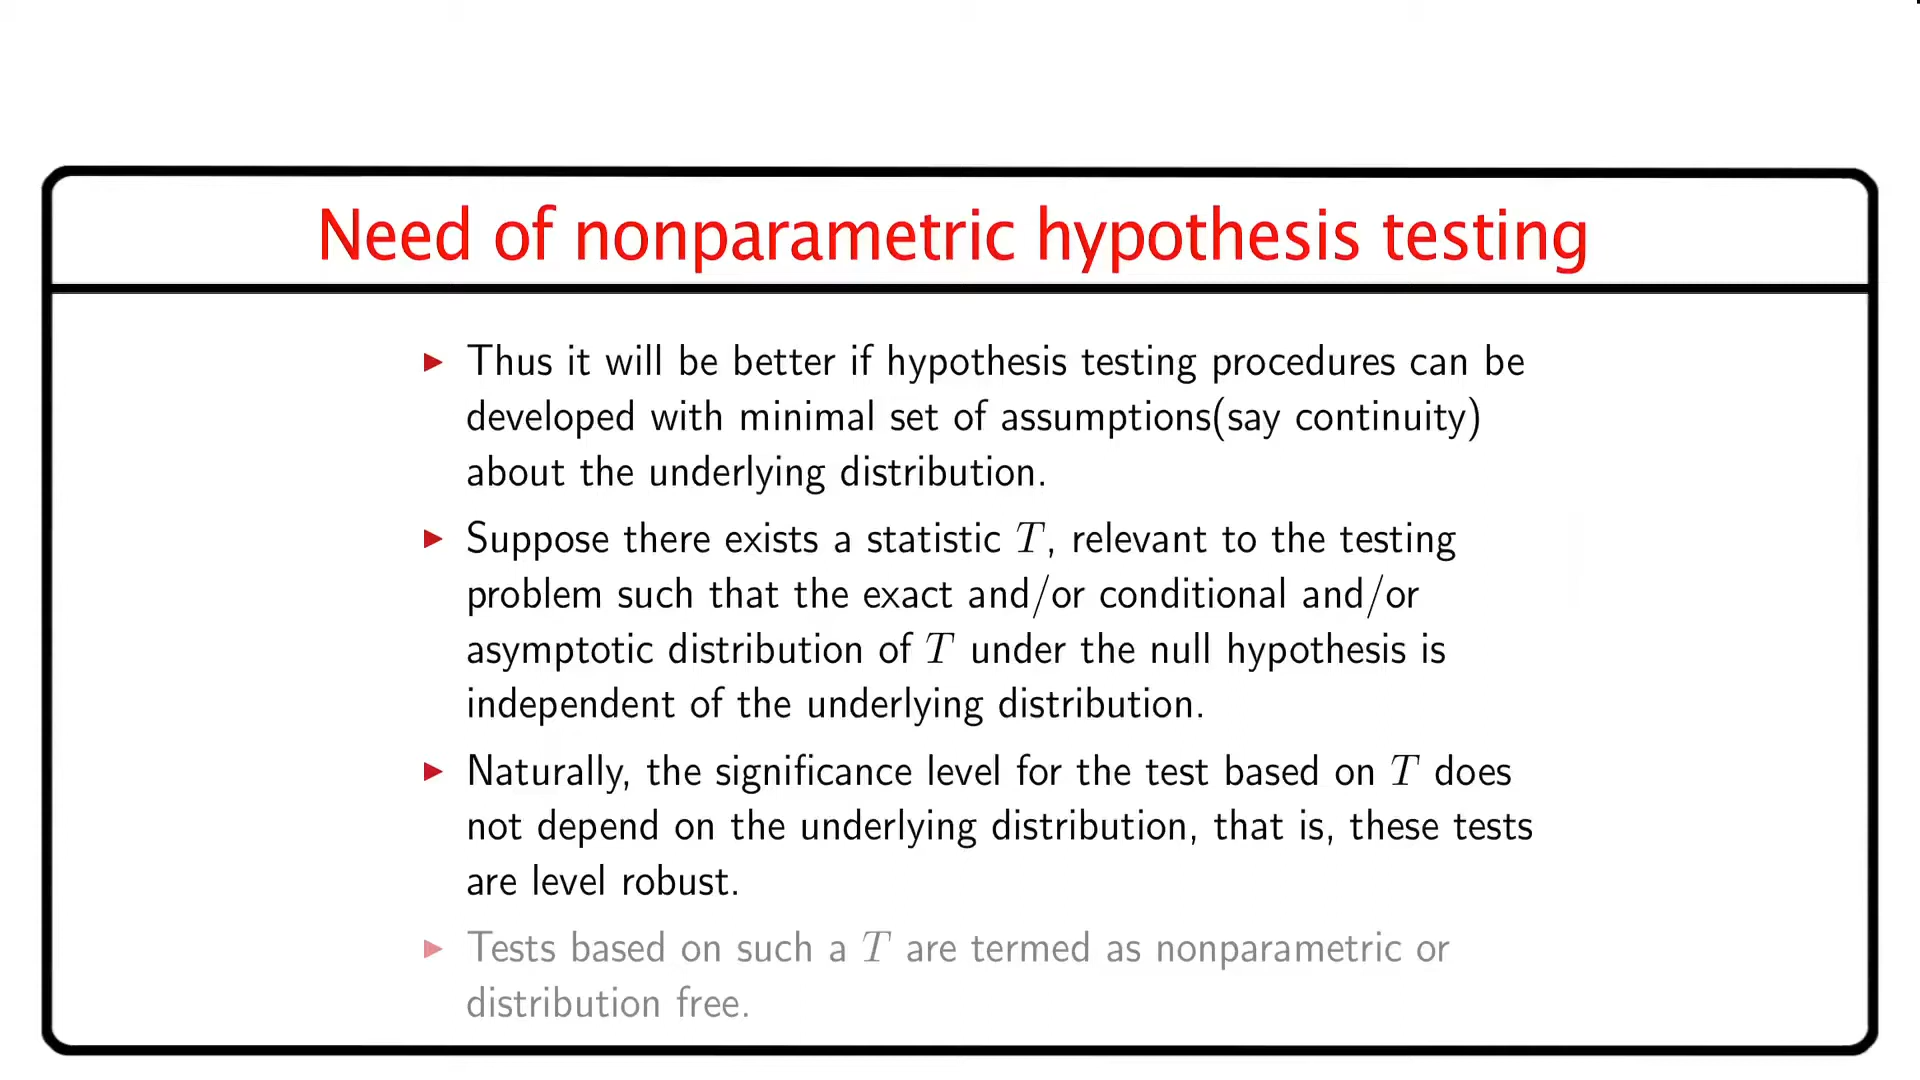 Need of nonparametric hypothesis testing
▶ Thus it will be better if hypothesis testing procedures can be
developed with minimal set of assumptions(say continuity)
about the underlying distribution.
▶ Suppose there exists a statistic T, relevant to the testing
problem such that the exact and/or conditional and/or
asymptotic distribution of T under the null hypothesis is
independent of the underlying distribution.
▶ Naturally, the significance level for the test based on T does
not depend on the underlying distribution, that is, these tests
are level robust.
▶ Tests based on such a T are termed as nonparametric or
distribution free.